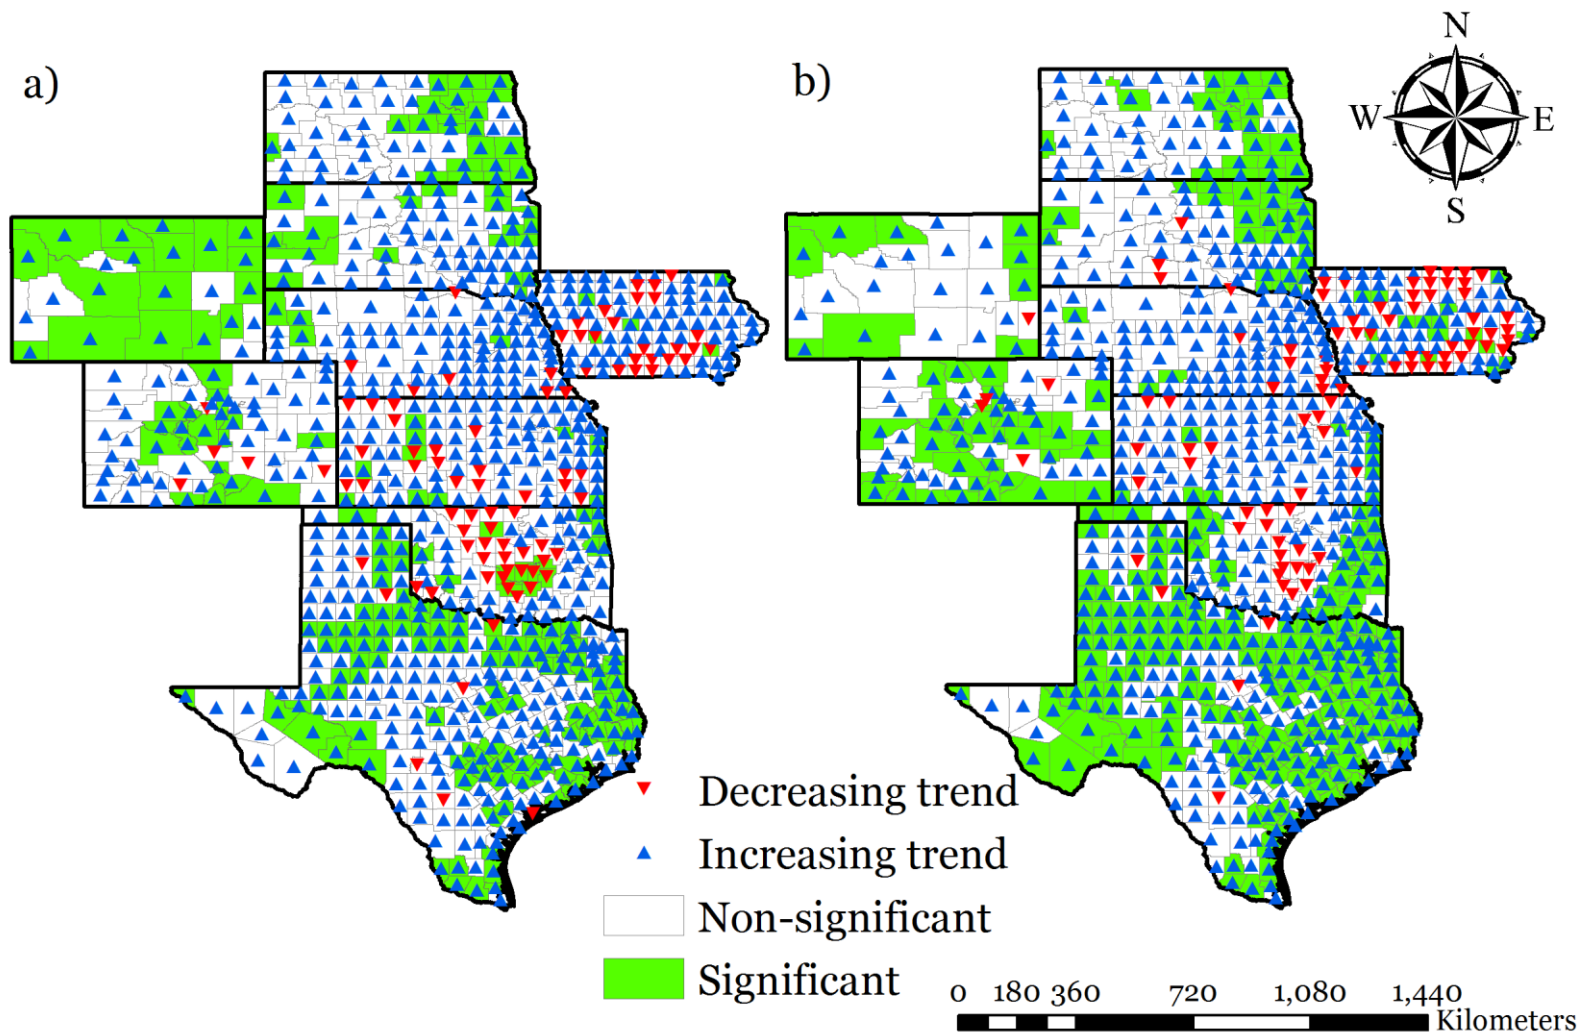 a)
b)
N
W
E
S
Decreasing trend
Increasing trend
Non-significant
Significant
0 180 360 720 1,080 1,440
Kilometers